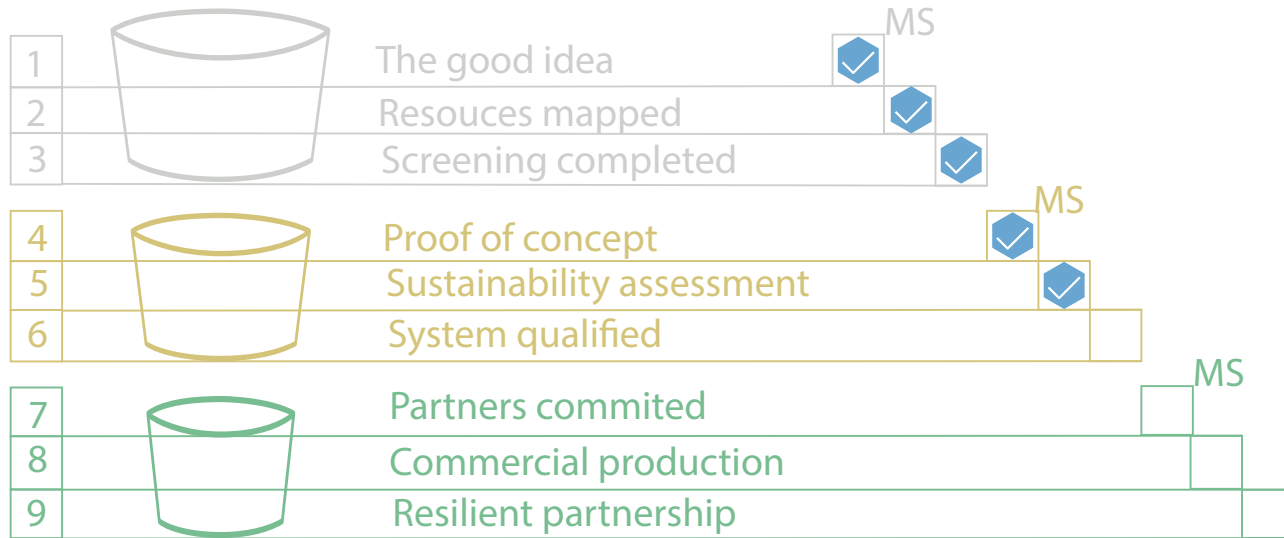 MS
1 The good idea
2 Resouces mapped
3 Screening completed
MS
4 Proof of concept
5 Sustainability assessment
6 System qualified
MS
7 Partners commited
8 Commercial production
9 Resilient partnership